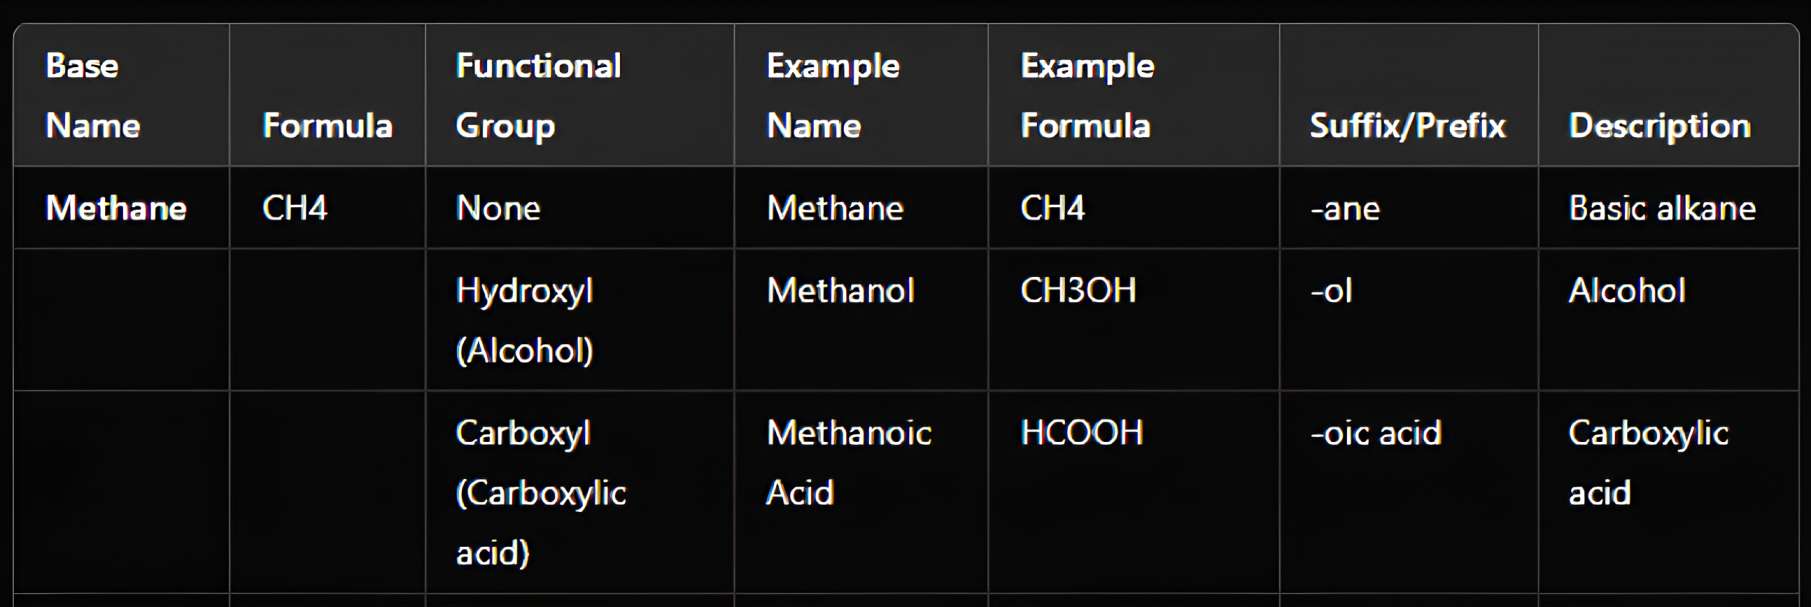 Base Name | Formula | Functional Group | Example Name | Example Formula | Suffix/Prefix | Description
Methane | CH4 | None | Methane | CH4 | -ane | Basic alkane
Hydroxyl (Alcohol) | Methanol | CH3OH | -ol | Alcohol
Carboxyl (Carboxylic acid) | Methanoic Acid | HCOOH | -oic acid | Carboxylic acid